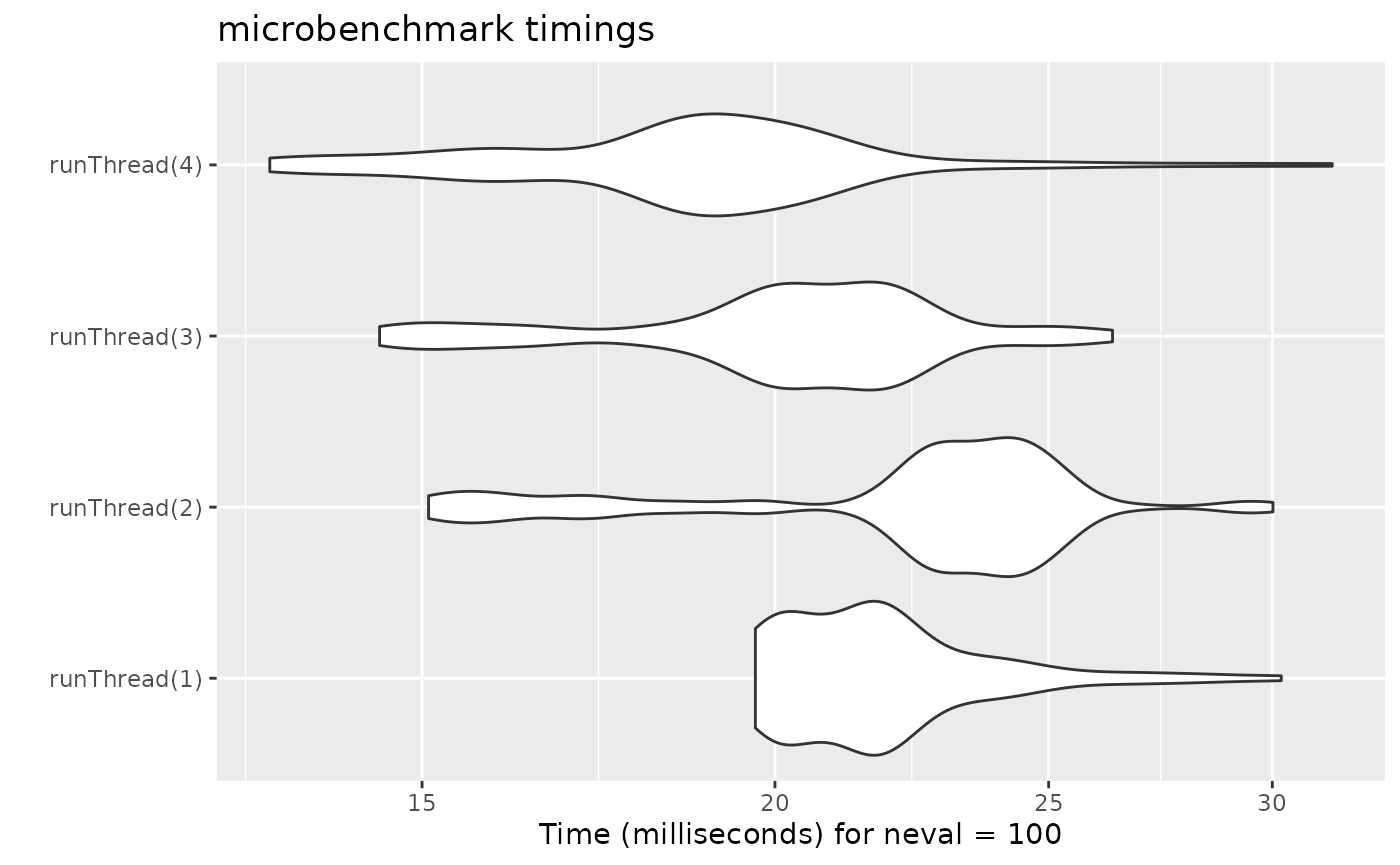 microbenchmark timings
runThread(4)
runThread(3)
runThread(2)
runThread(1)
15 20 25 30
Time (milliseconds) for neval = 100